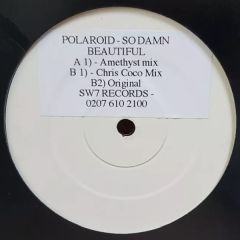 POLAROID - SO DAMN
BEAUTIFUL
A 1) - Amethyst mix
B 1) - Chris Coco Mix
B2) Original
SW7 RECORDS -
0207 610 2100